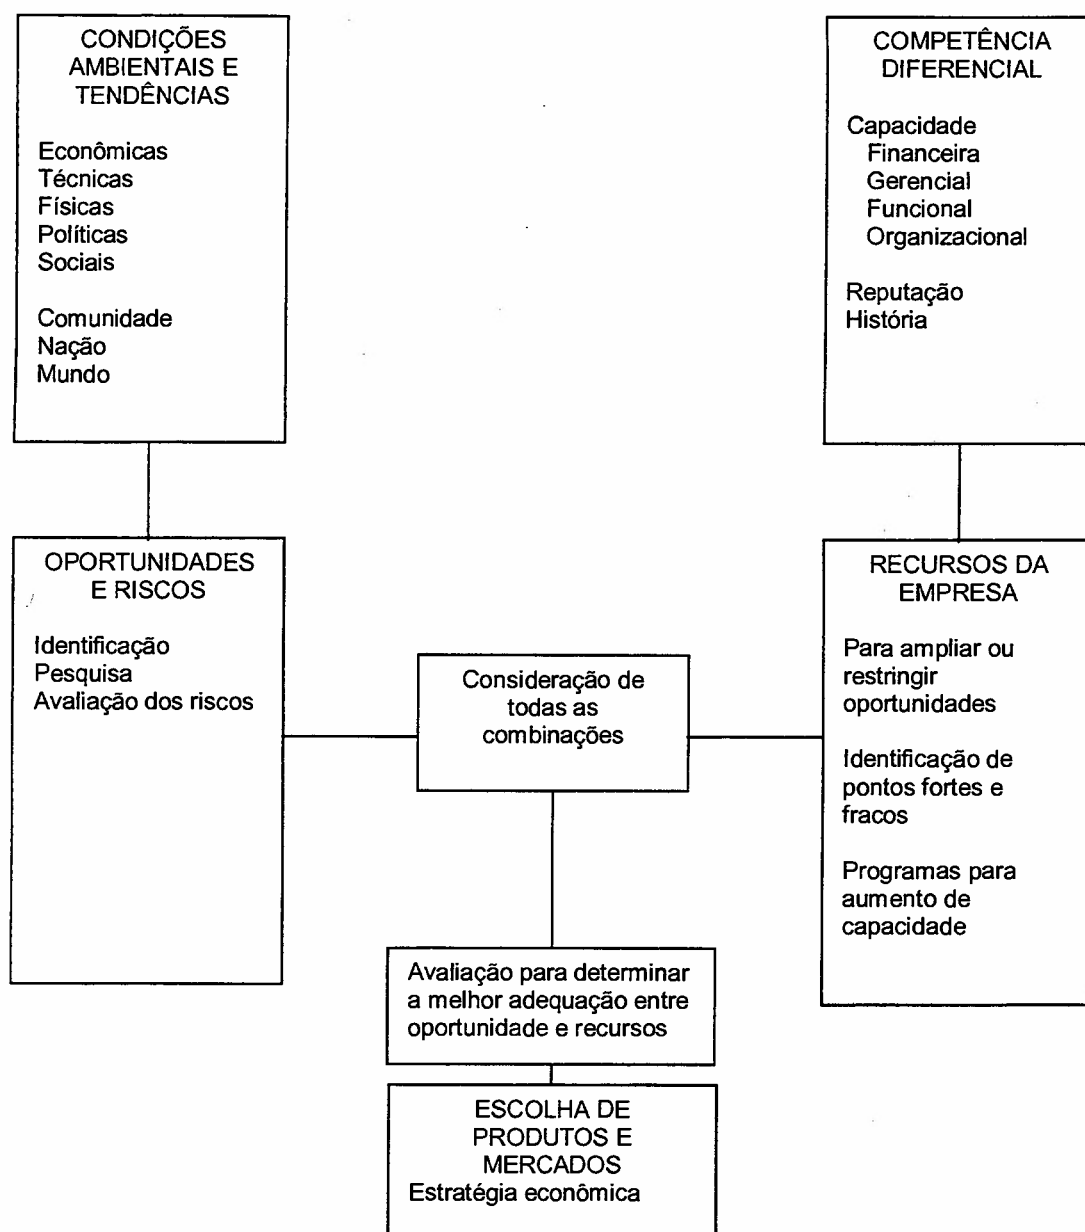 CONDIÇÕES
AMBIENTAIS E
TENDÊNCIAS
Econômicas
Técnicas
Físicas
Políticas
Sociais
Comunidade
Nação
Mundo
COMPETÊNCIA
DIFERENCIAL
Capacidade
Financeira
Gerencial
Funcional
Organizacional
Reputação
História
OPORTUNIDADES
E RISCOS
Identificação
Pesquisa
Avaliação dos riscos
Consideração de
todas as
combinações
RECURSOS DA
EMPRESA
Para ampliar ou
restringir
oportunidades
Identificação de
pontos fortes e
fracos
Programas para
aumento de
capacidade
Avaliação para determinar
a melhor adequação entre
oportunidade e recursos
ESCOLHA DE
PRODUTOS E
MERCADOS
Estratégia econômica